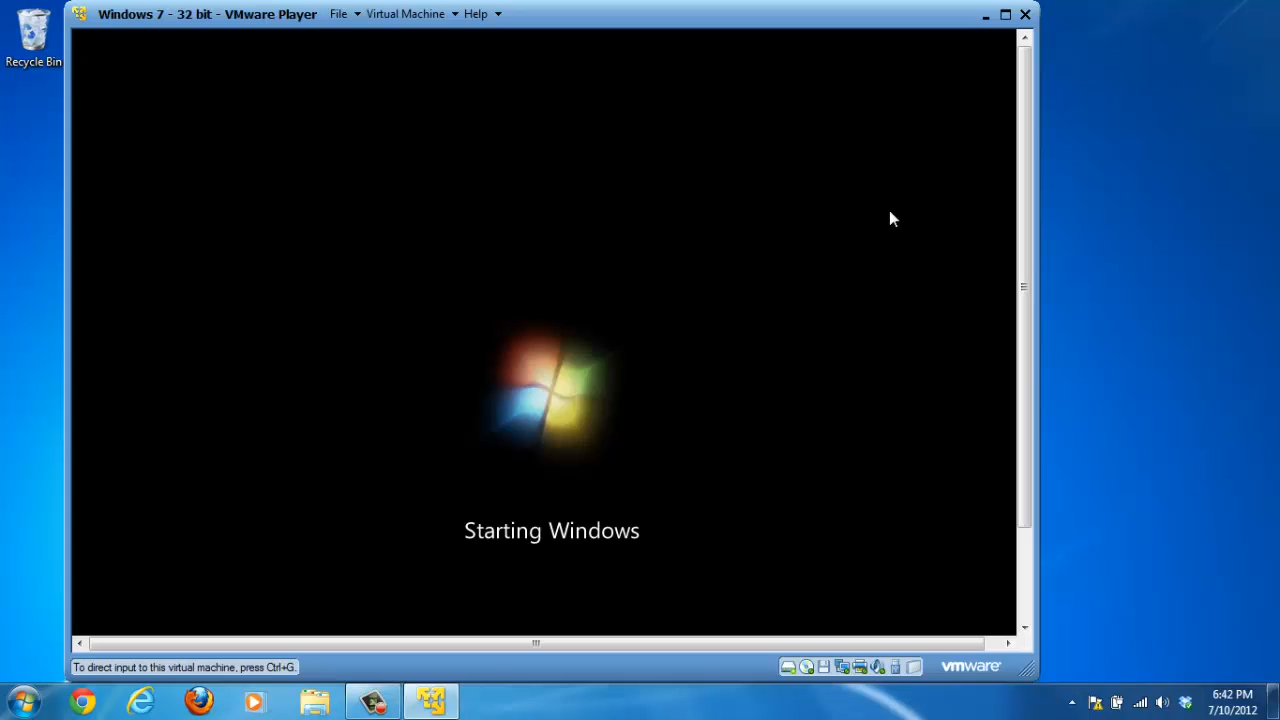 Windows 7 - 32 bit - VMware Player File Virtual Machine Help
Recycle Bin
Starting Windows
To direct input to this virtual machine, press Ctrl+G.
vmware
6:42 PM
7/10/2012